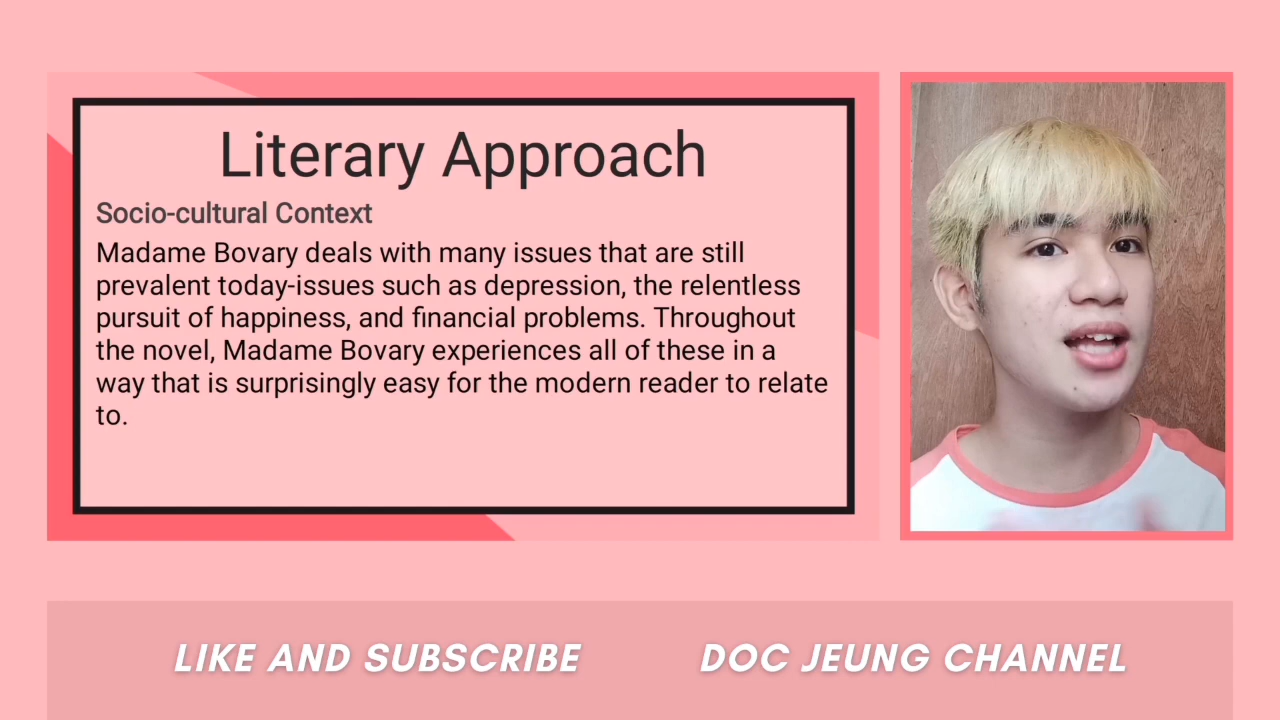 Literary Approach
Socio-cultural Context
Madame Bovary deals with many issues that are still
prevalent today-issues such as depression, the relentless
pursuit of happiness, and financial problems. Throughout
the novel, Madame Bovary experiences all of these in a
way that is surprisingly easy for the modern reader to relate
to.
LIKE AND SUBSCRIBE
DOC JEUNG CHANNEL